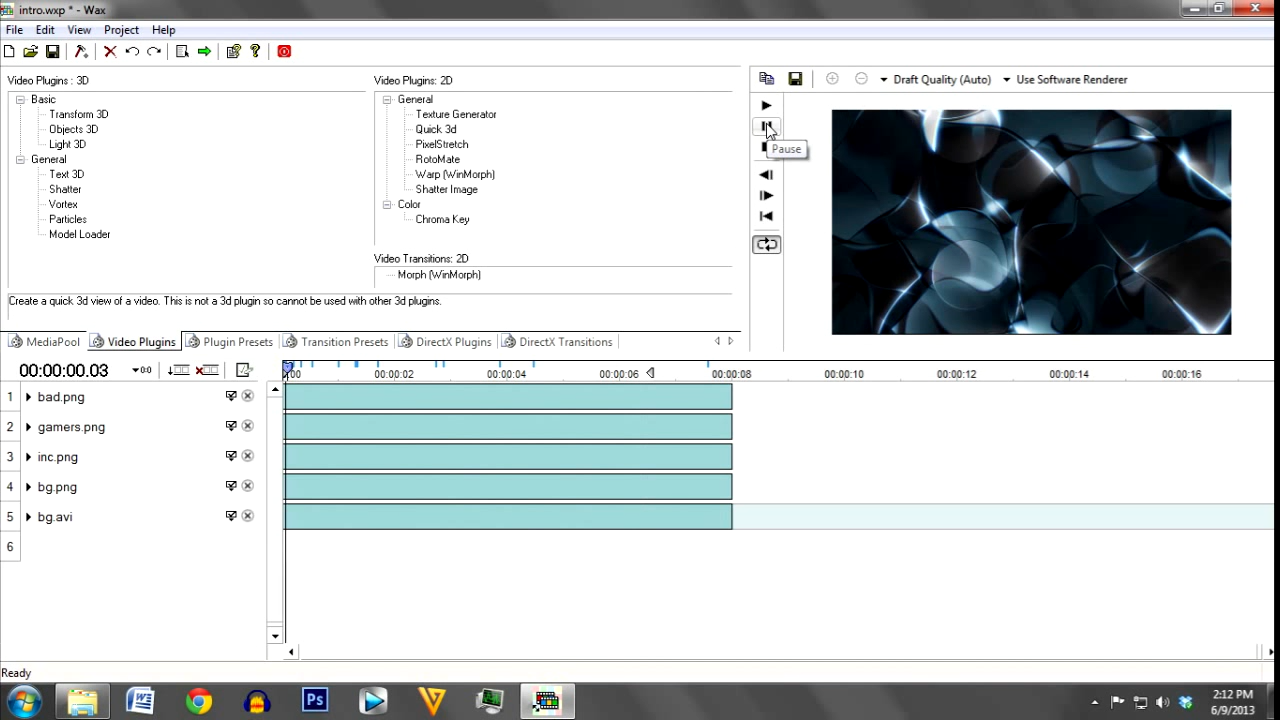 intro.wxp * - Wax
File Edit View Project Help
Video Plugins : 3D
Basic
Transform 3D
Objects 3D
Light 3D
General
Text 3D
Shatter
Vortex
Particles
Model Loader
Video Plugins: 2D
General
Texture Generator
Quick 3d
PixelStretch
RotoMate
Warp (WinMorph)
Shatter Image
Color
Chroma Key
Video Transitions: 2D
Morph (WinMorph)
Create a quick 3d view of a video. This is not a 3d plugin so cannot be used with other 3d plugins.
MediaPool Video Plugins Plugin Presets Transition Presets DirectX Plugins DirectX Transitions
Draft Quality (Auto) Use Software Renderer
Pause
00:00:00.03 00:00:02 00:00:04 00:00:06 00:00:08 00:00:10 00:00:12 00:00:14 00:00:16
1 bad.png
2 gamers.png
3 inc.png
4 bg.png
5 bg.avi
6
Ready
Ps
2:12 PM
6/9/2013